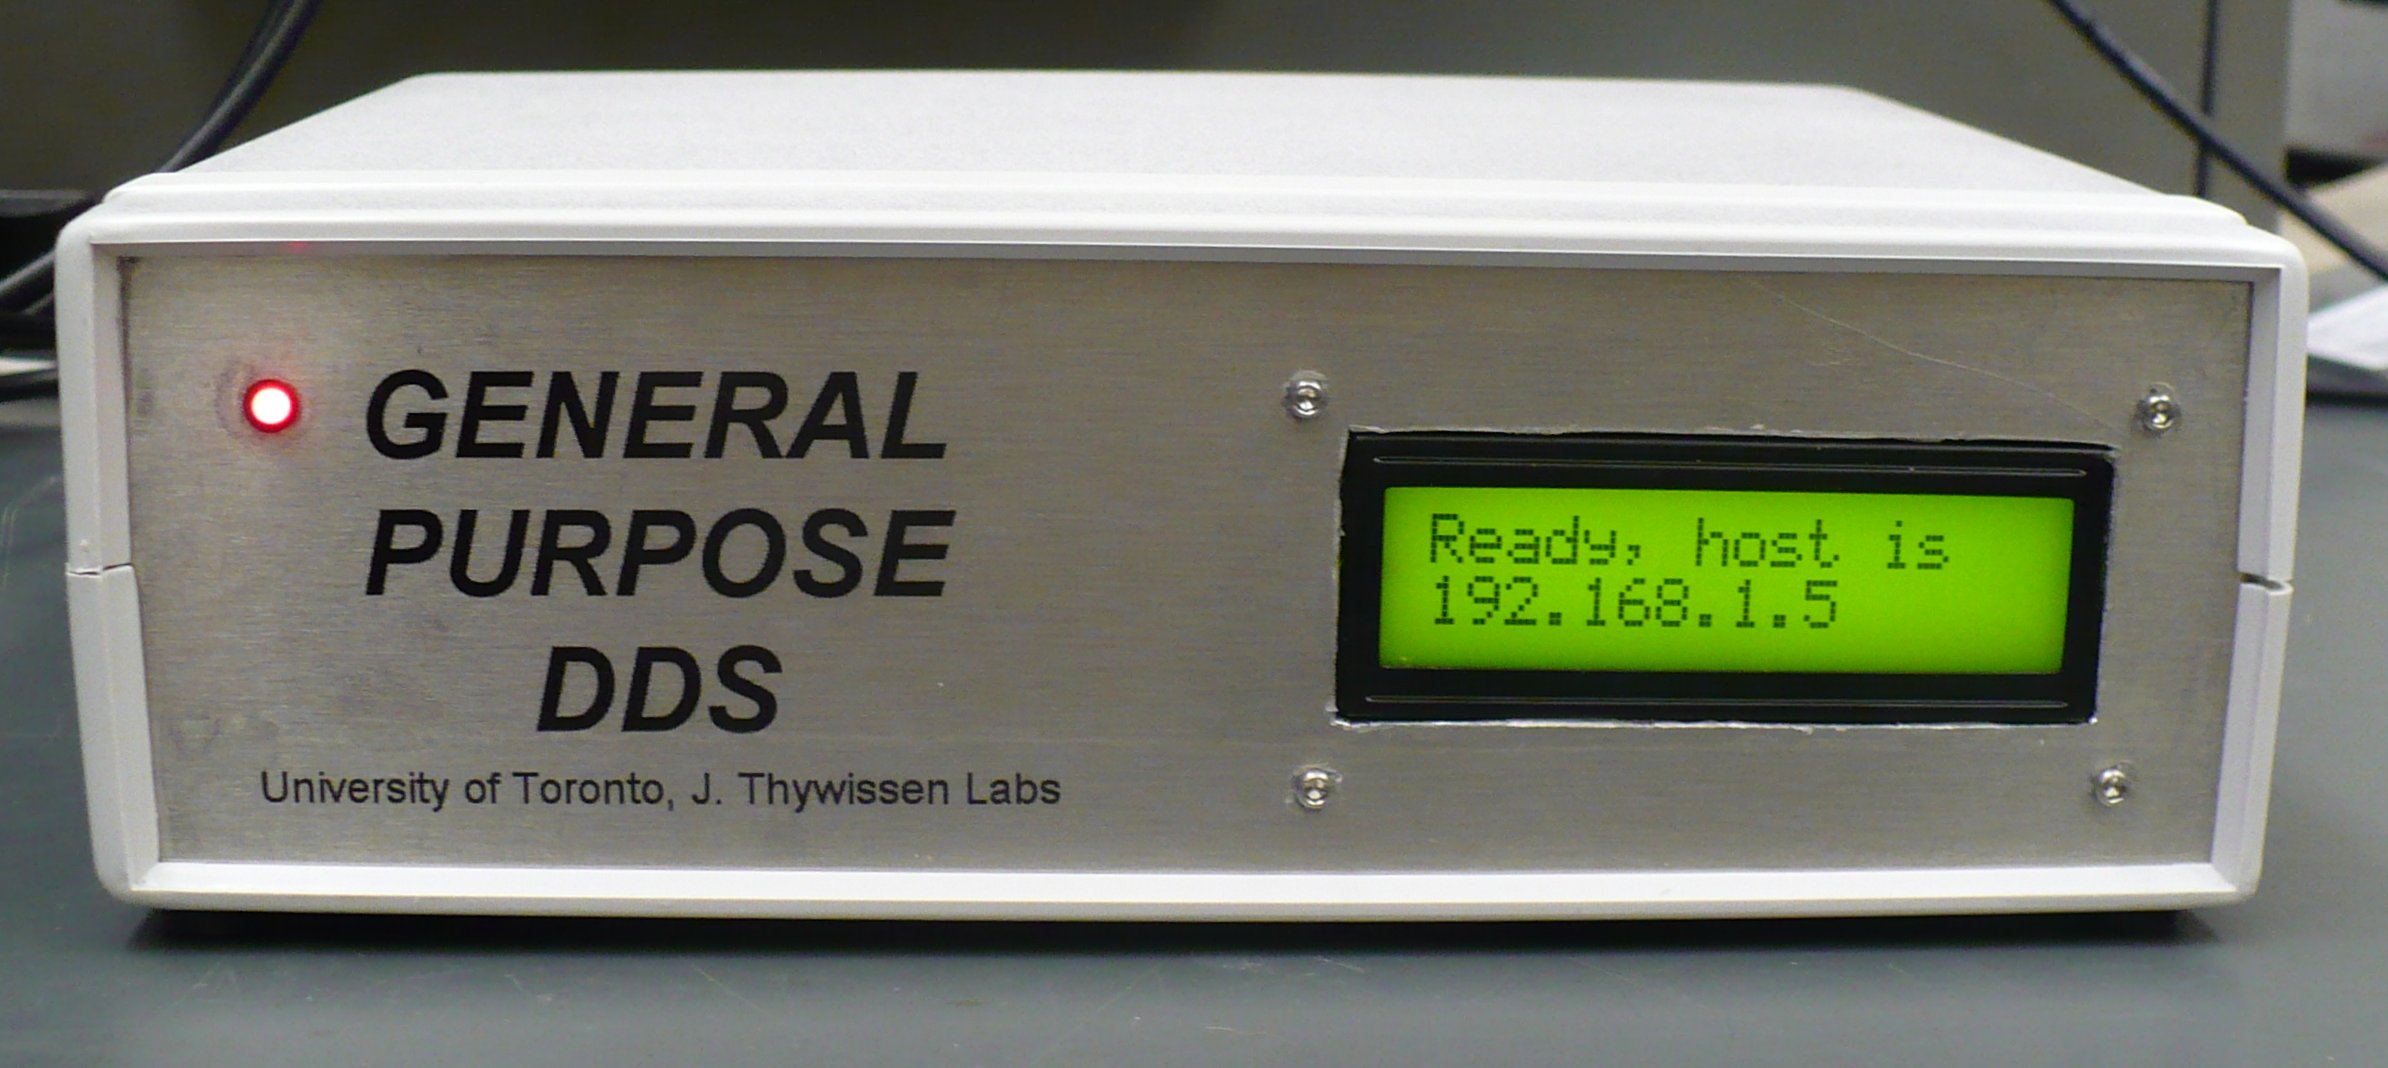 GENERAL
PURPOSE
DDS
University of Toronto, J. Thywissen Labs
Ready, host is
192.168.1.5